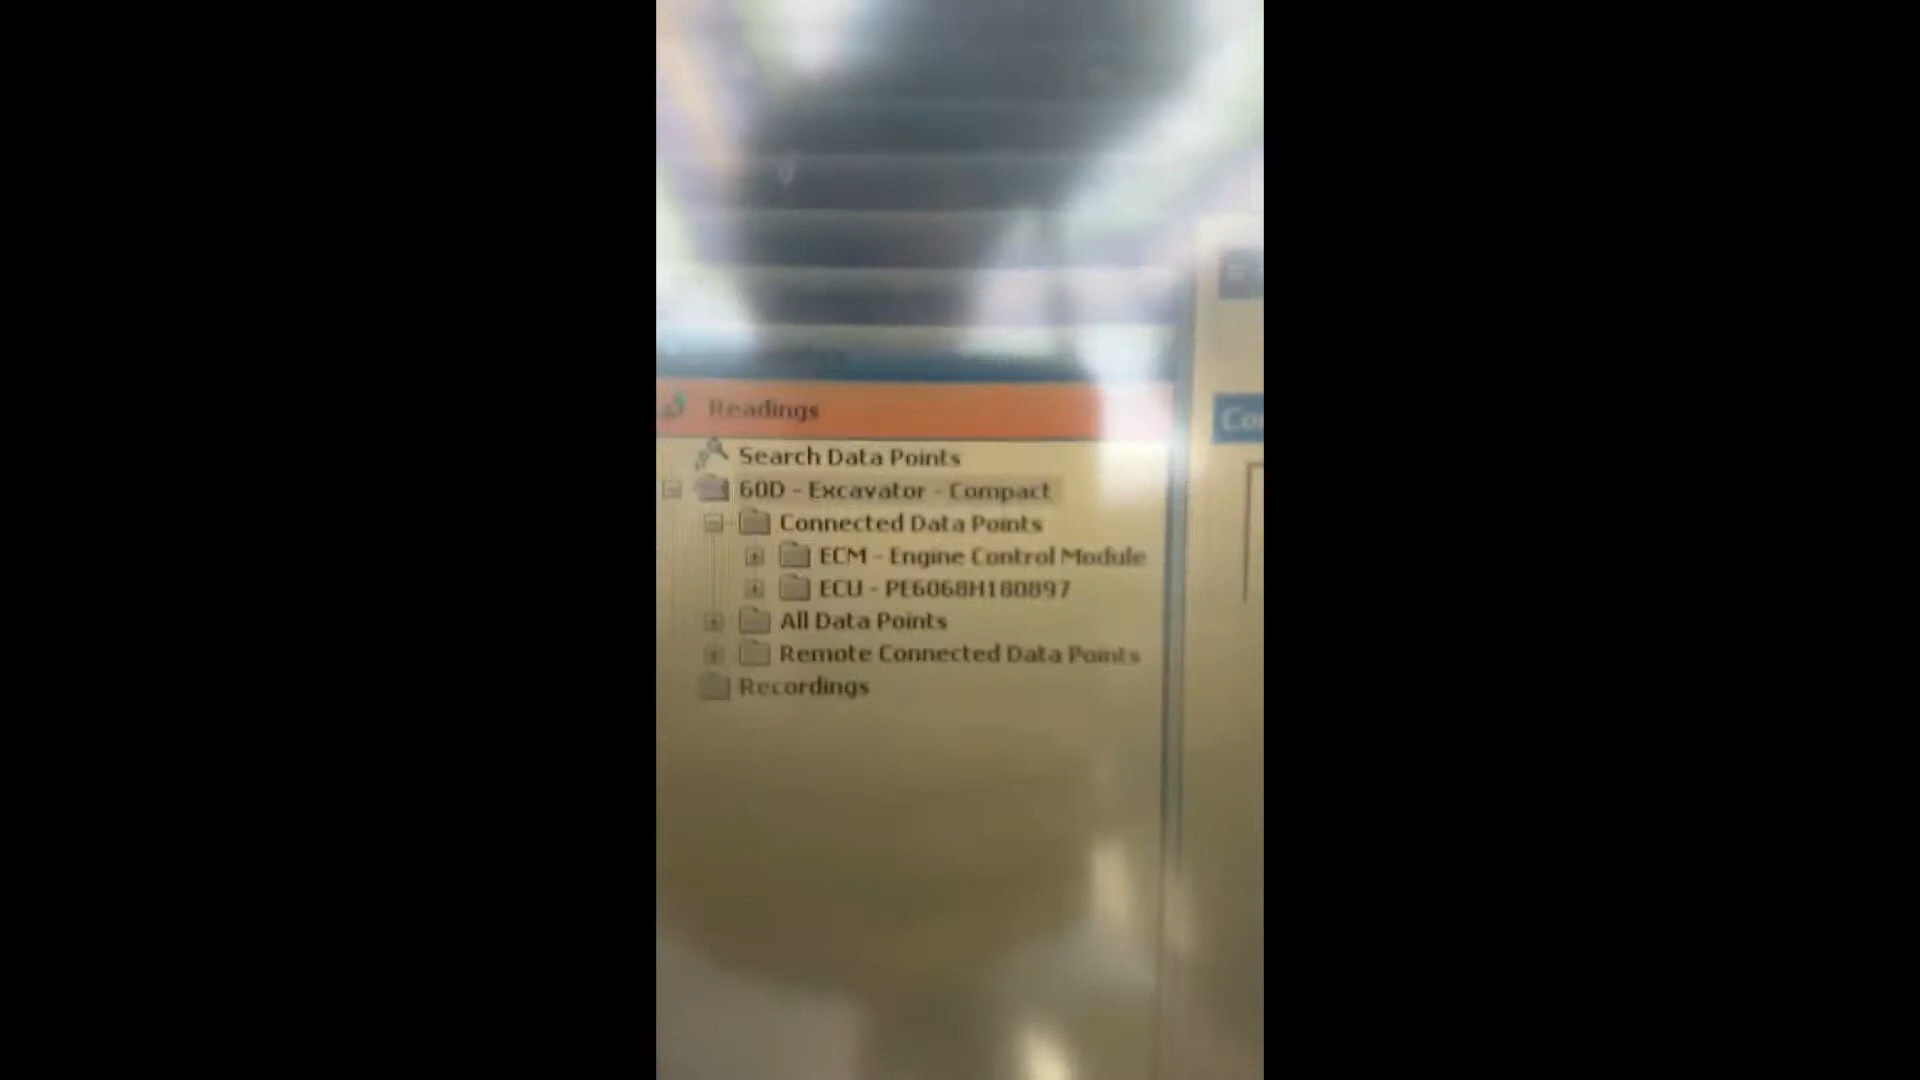 Readings
Search Data Points
60D - Excavator - Compact
Connected Data Points
ECM - Engine Control Module
ECU - PE6068H180897
All Data Points
Remote Connected Data Points
Recordings